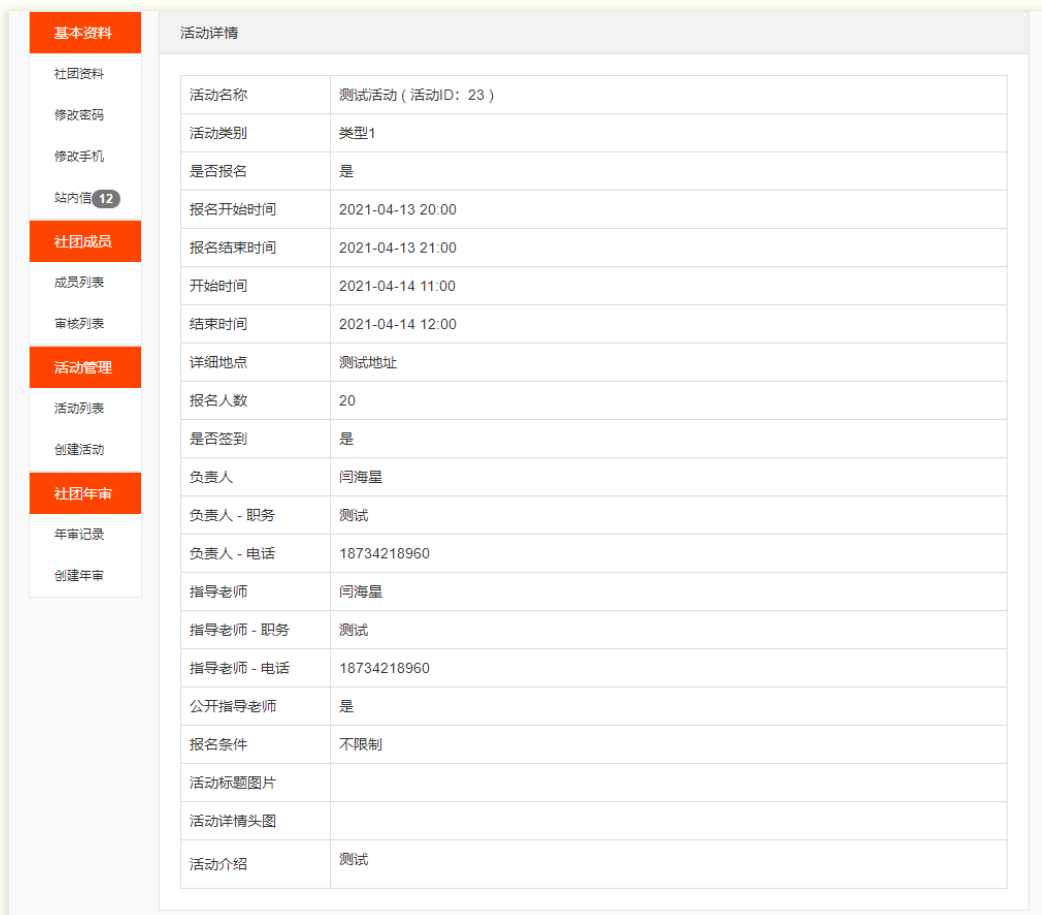 基本资料
社团资料
修改密码
修改手机
站内信 12
社团成员
成员列表
审核列表
活动管理
活动列表
创建活动
社团年审
年审记录
创建年审
活动详情
活动名称 测试活动 ( 活动ID：23 )
活动类别 类型1
是否报名 是
报名开始时间 2021-04-13 20:00
报名结束时间 2021-04-13 21:00
开始时间 2021-04-14 11:00
结束时间 2021-04-14 12:00
详细地点 测试地址
报名人数 20
是否签到 是
负责人 闫海星
负责人 - 职务 测试
负责人 - 电话 18734218960
指导老师 闫海星
指导老师 - 职务 测试
指导老师 - 电话 18734218960
公开指导老师 是
报名条件 不限制
活动标题图片
活动详情头图
活动介绍 测试